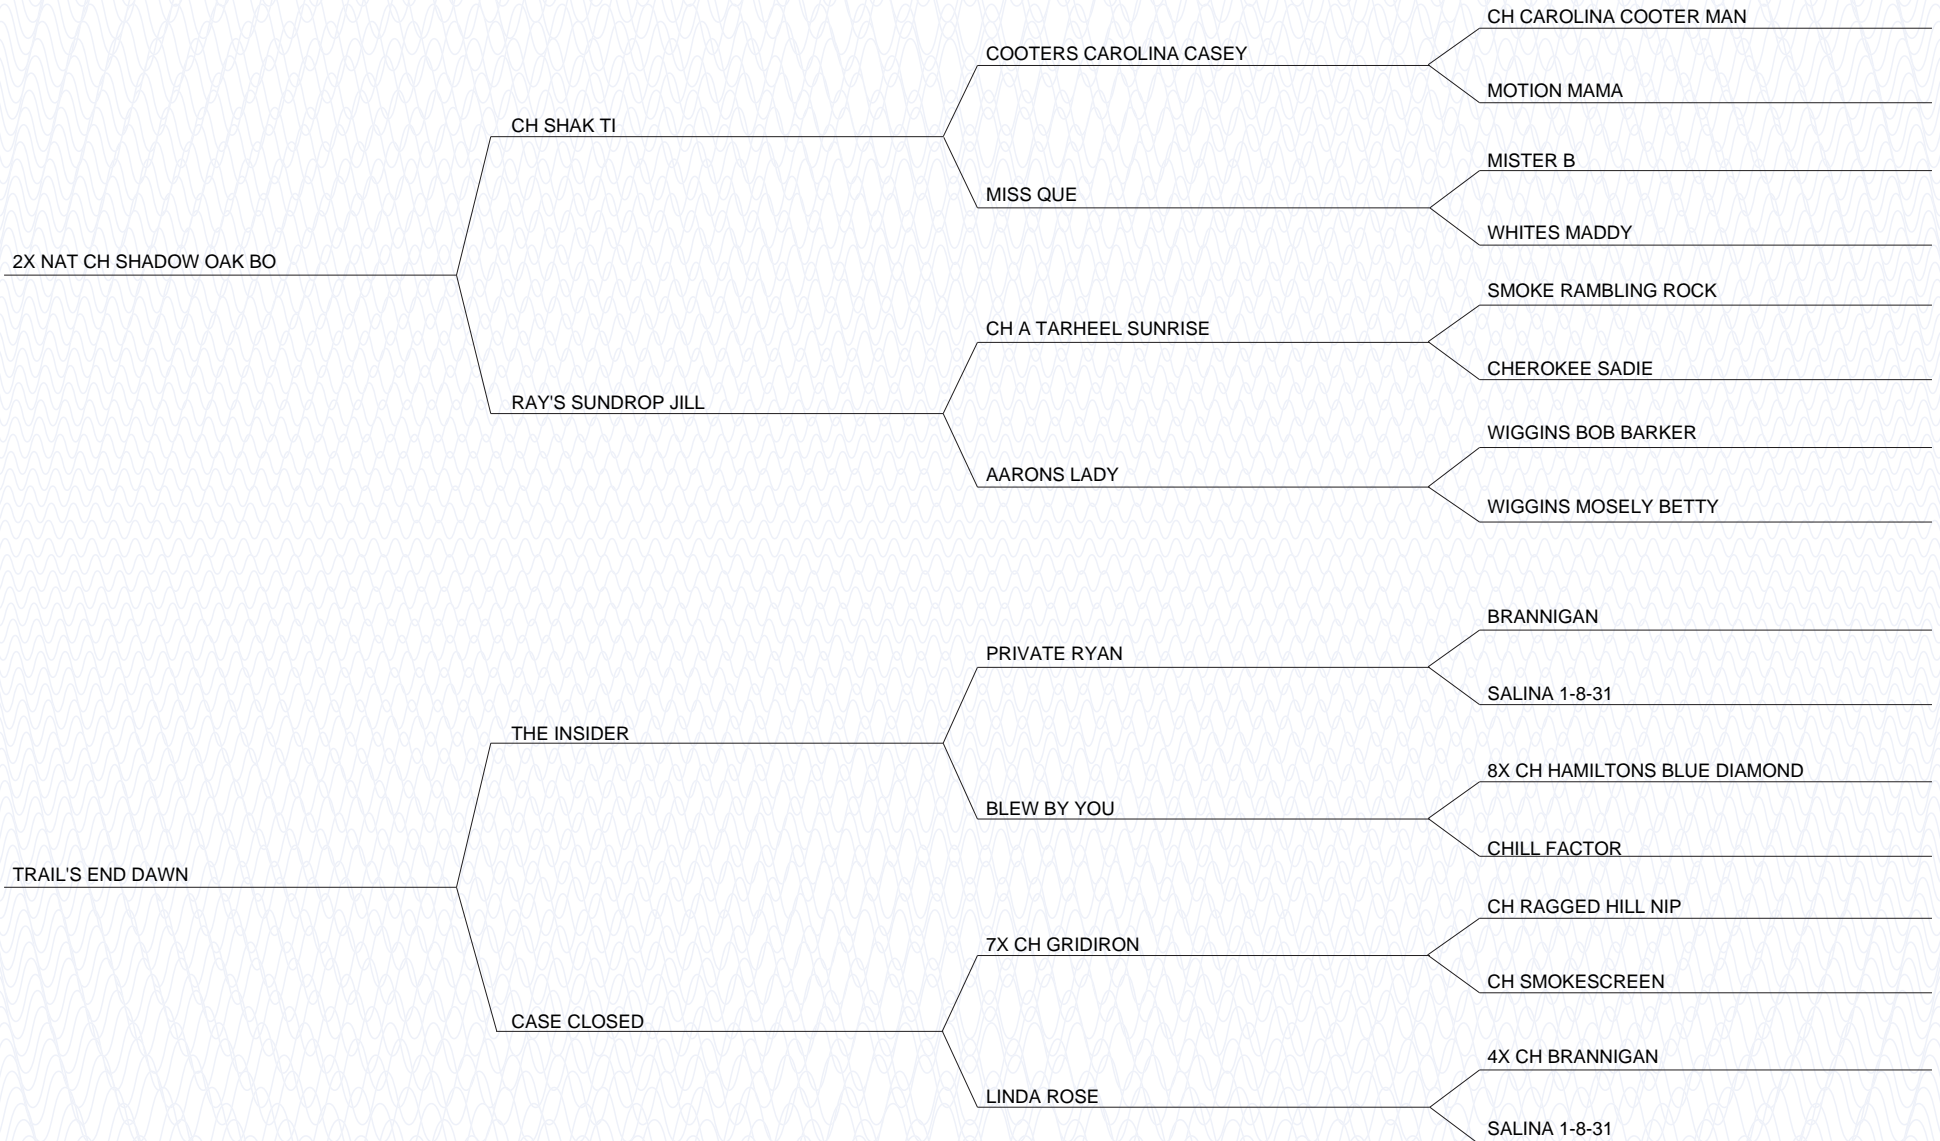 CH CAROLINA COOTER MAN
COOTERS CAROLINA CASEY
MOTION MAMA
CH SHAK TI
MISTER B
MISS QUE
WHITES MADDY
2X NAT CH SHADOW OAK BO
SMOKE RAMBLING ROCK
CH A TARHEEL SUNRISE
CHEROKEE SADIE
RAY'S SUNDROP JILL
WIGGINS BOB BARKER
AARONS LADY
WIGGINS MOSELY BETTY
BRANNIGAN
PRIVATE RYAN
SALINA 1-8-31
THE INSIDER
8X CH HAMILTONS BLUE DIAMOND
BLEW BY YOU
CHILL FACTOR
TRAIL'S END DAWN
CH RAGGED HILL NIP
7X CH GRIDIRON
CH SMOKESCREEN
CASE CLOSED
4X CH BRANNIGAN
LINDA ROSE
SALINA 1-8-31